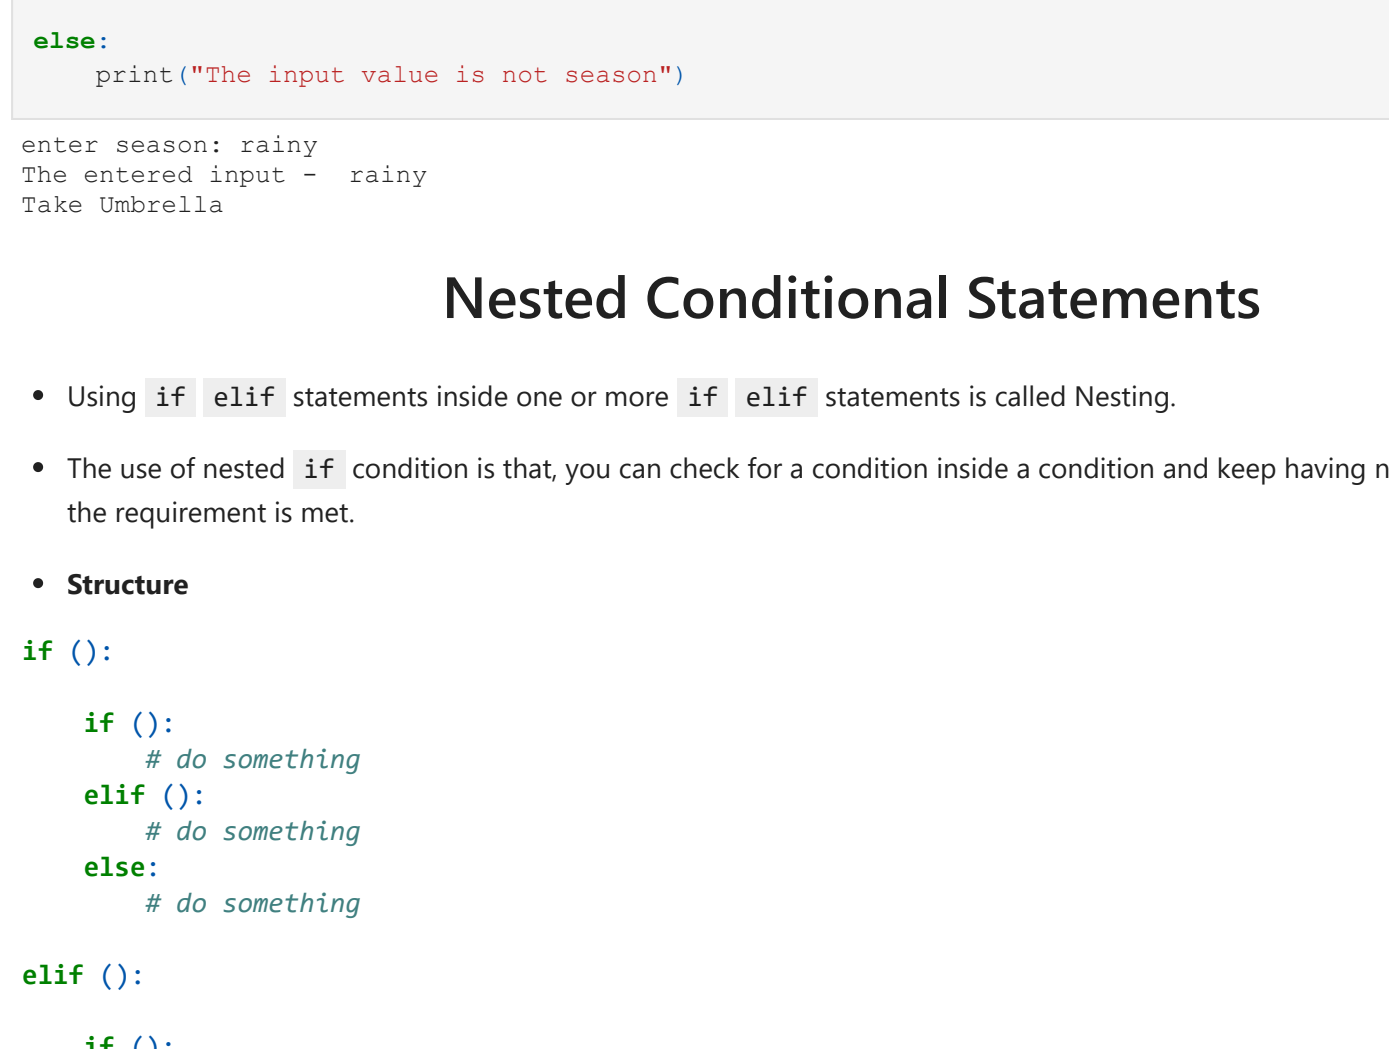 else:
    print("The input value is not season")
enter season: rainy
The entered input -  rainy
Take Umbrella
Nested Conditional Statements
• Using if elif statements inside one or more if elif statements is called Nesting.
• The use of nested if condition is that, you can check for a condition inside a condition and keep having
the requirement is met.
• Structure
if ():
    if ():
        # do something
    elif ():
        # do something
    else:
        # do something
elif ():
    if ():